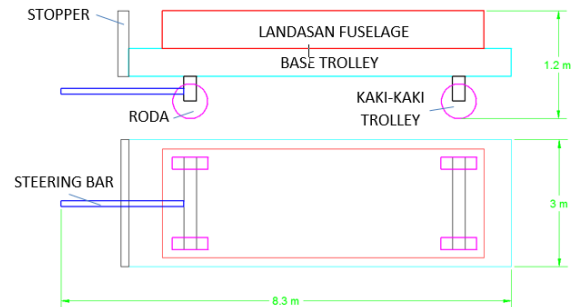 STOPPER
LANDASAN FUSELAGE
BASE TROLLEY
1.2 m
KAKI-KAKI
TROLLEY
RODA
STEERING BAR
3 m
8.3 m